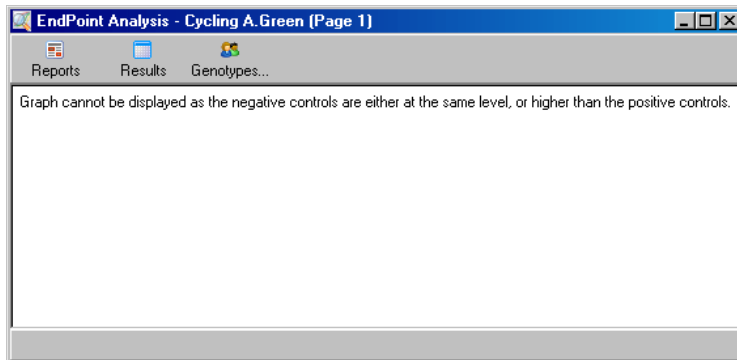 EndPoint Analysis - Cycling A.Green (Page 1)
Reports Results Genotypes...
Graph cannot be displayed as the negative controls are either at the same level, or higher than the positive controls.